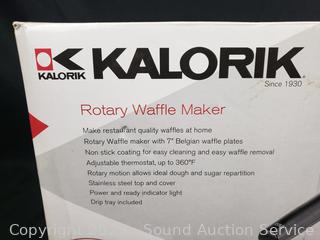 KALORIK
KALORIK
Since 1930
Rotary Waffle Maker
Make restaurant quality waffles at home
Rotary Waffle maker with 7" Belgian waffle plates
Non stick coating for easy cleaning and easy waffle removal
Adjustable thermostat, up to 360°F
Rotary motion allows ideal dough and sugar repartition
Stainless steel top and cover
Power and ready indicator light
Drip tray included
Sound Auction Service